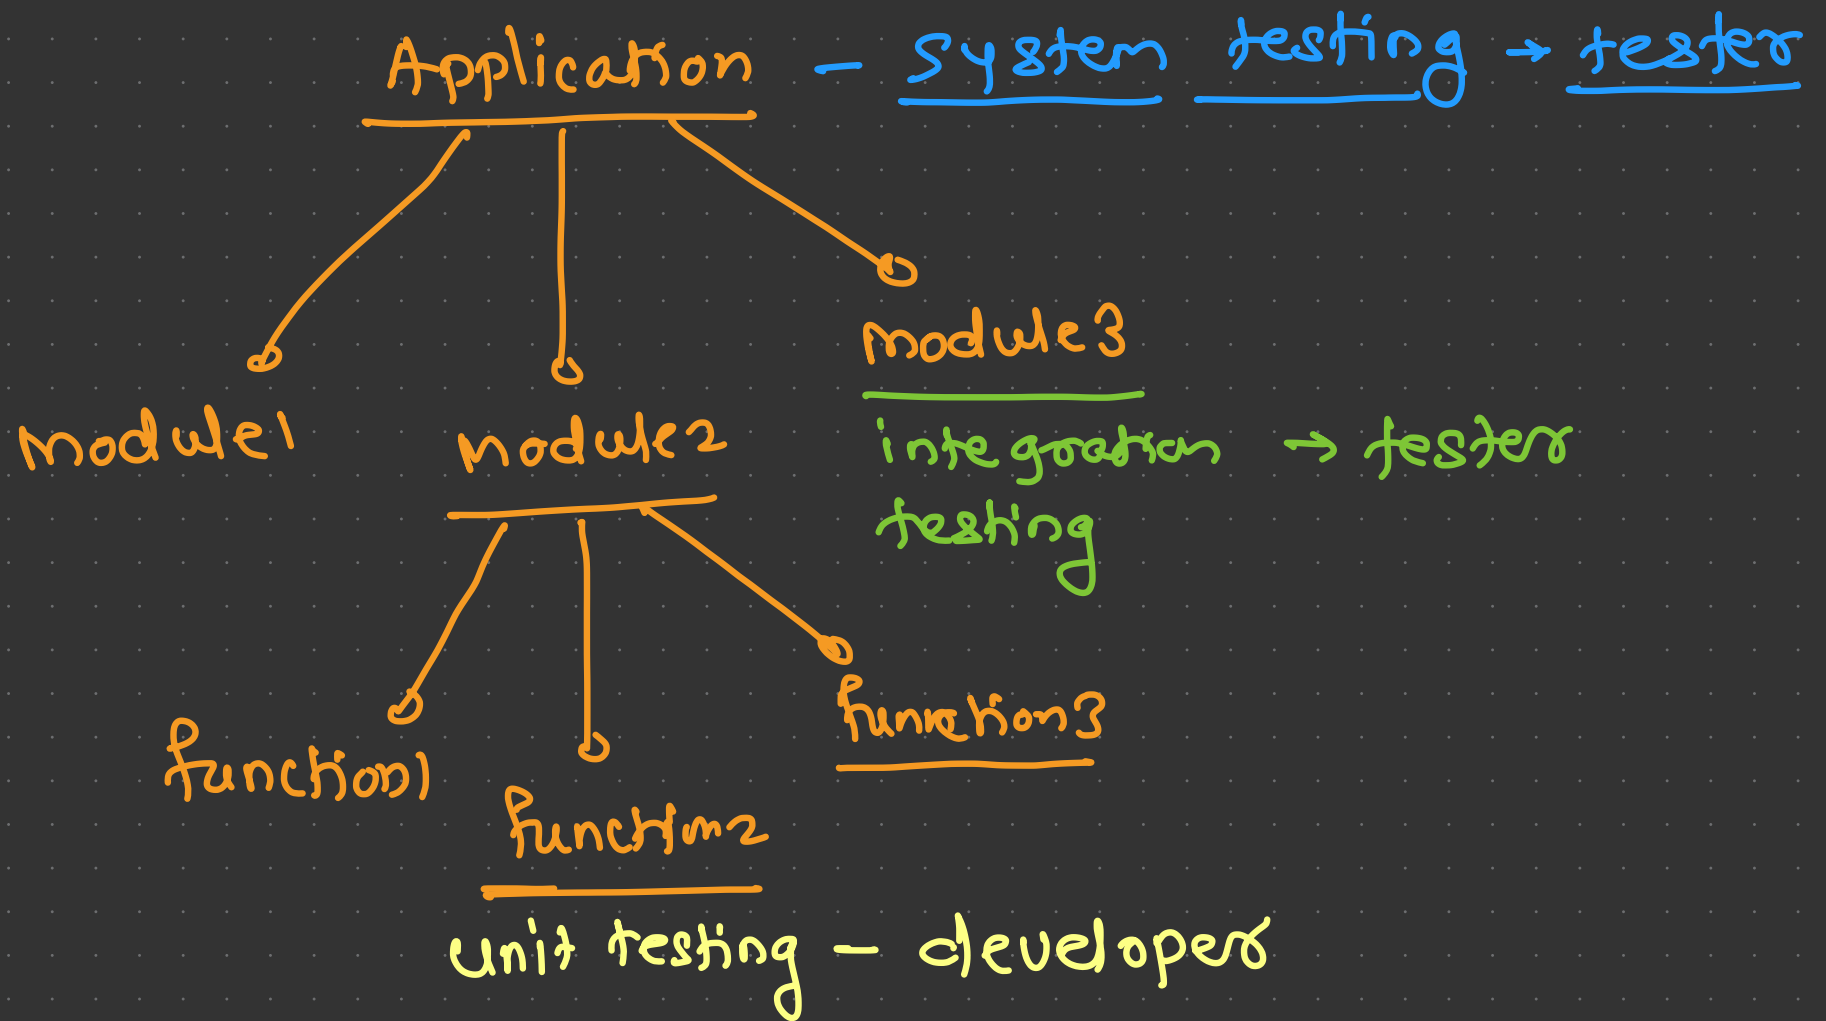 Application - System testing → tester
module3
module1
module2
integration → tester
testing
function3
function1
function2
unit testing - developer